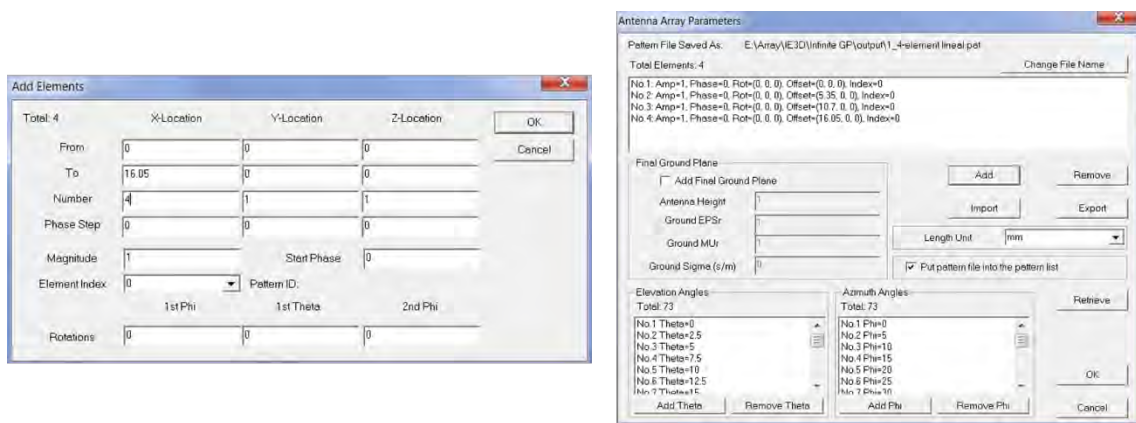 Add Elements
Total: 4 X-Location Y-Location Z-Location OK
From 0 0 0 Cancel
To 16.05 0 0
Number 4 1 1
Phase Step 0 0 0
Magnitude 1 Start Phase 0
Element Index 0 Pattern ID:
1st Phi 1st Theta 2nd Phi
Rotations 0 0 0
Antenna Array Parameters
Pattern File Saved As: E:\Array\IE3D\Infinite GP\output\1_4-element lineal.pat
Total Elements: 4 Change File Name
No.1: Amp=1, Phase=0, Rot=(0, 0, 0), Offset=(0, 0, 0), Index=0
No.2: Amp=1, Phase=0, Rot=(0, 0, 0), Offset=(5.35, 0, 0), Index=0
No.3: Amp=1, Phase=0, Rot=(0, 0, 0), Offset=(10.7, 0, 0), Index=0
No.4: Amp=1, Phase=0, Rot=(0, 0, 0), Offset=(16.05, 0, 0), Index=0
Final Ground Plane
Add Final Ground Plane Add Remove
Antenna Height 1
Import Export
Ground EPSr 1
Ground MUr 1 Length Unit mm
Ground Sigma (s/m) 0 Put pattern file into the pattern list
Elevation Angles Azimuth Angles
Total: 73 Total: 73 Retrieve
No.1 Theta=0 No.1 Phi=0
No.2 Theta=2.5 No.2 Phi=5
No.3 Theta=5 No.3 Phi=10
No.4 Theta=7.5 No.4 Phi=15
No.5 Theta=10 No.5 Phi=20
No.6 Theta=12.5 No.6 Phi=25
No.7 Theta=15 No.7 Phi=30
OK
Add Theta Remove Theta Add Phi Remove Phi Cancel